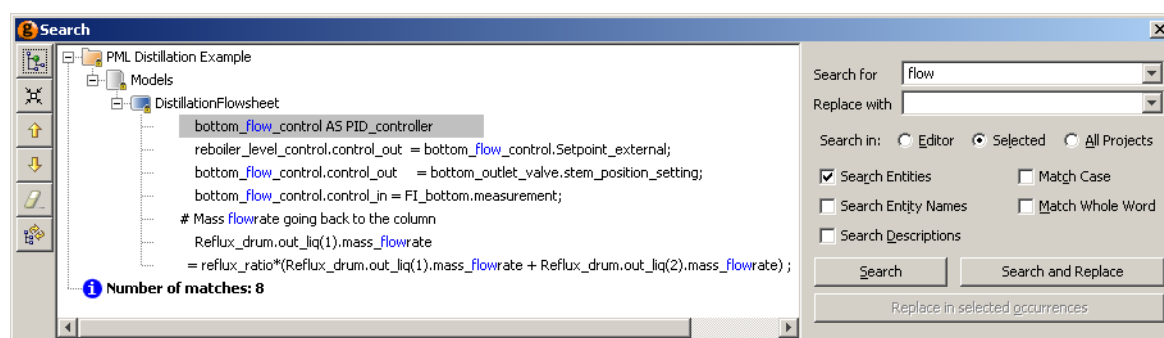 Search
PML Distillation Example
Models
DistillationFlowsheet
bottom_flow_control AS PID_controller
reboiler_level_control.control_out = bottom_flow_control.Setpoint_external;
bottom_flow_control.control_out = bottom_outlet_valve.stem_position_setting;
bottom_flow_control.control_in = FI_bottom.measurement;
# Mass flowrate going back to the column
Reflux_drum.out_liq(1).mass_flowrate
= reflux_ratio*(Reflux_drum.out_liq(1).mass_flowrate + Reflux_drum.out_liq(2).mass_flowrate) ;
Number of matches: 8
Search for flow
Replace with
Search in: Editor Selected All Projects
Search Entities Match Case
Search Entity Names Match Whole Word
Search Descriptions
Search Search and Replace
Replace in selected occurrences